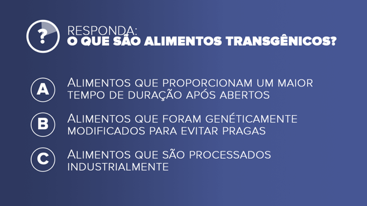 ?
RESPONDA:
O QUE SÃO ALIMENTOS TRANSGÊNICOS?
A
ALIMENTOS QUE PROPORCIONAM UM MAIOR
TEMPO DE DURAÇÃO APÓS ABERTOS
B
ALIMENTOS QUE FORAM GENÉTICAMENTE
MODIFICADOS PARA EVITAR PRAGAS
C
ALIMENTOS QUE SÃO PROCESSADOS
INDUSTRIALMENTE